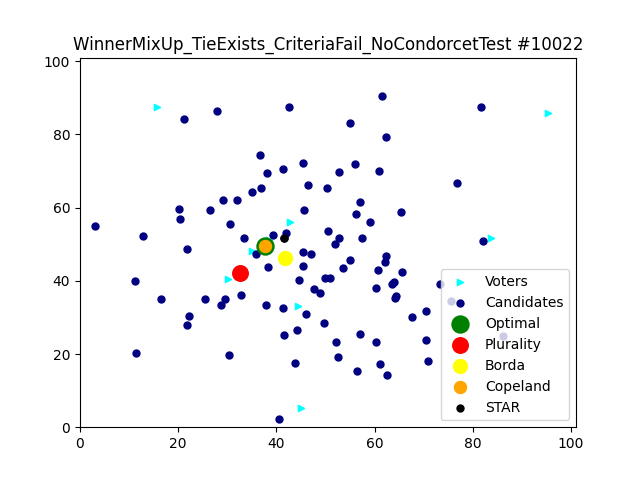 WinnerMixUp_TieExists_CriteriaFail_NoCondorcetTest #10022
100
80
60
40
20
0
0 20 40 60 80 100
Voters
Candidates
Optimal
Plurality
Borda
Copeland
STAR